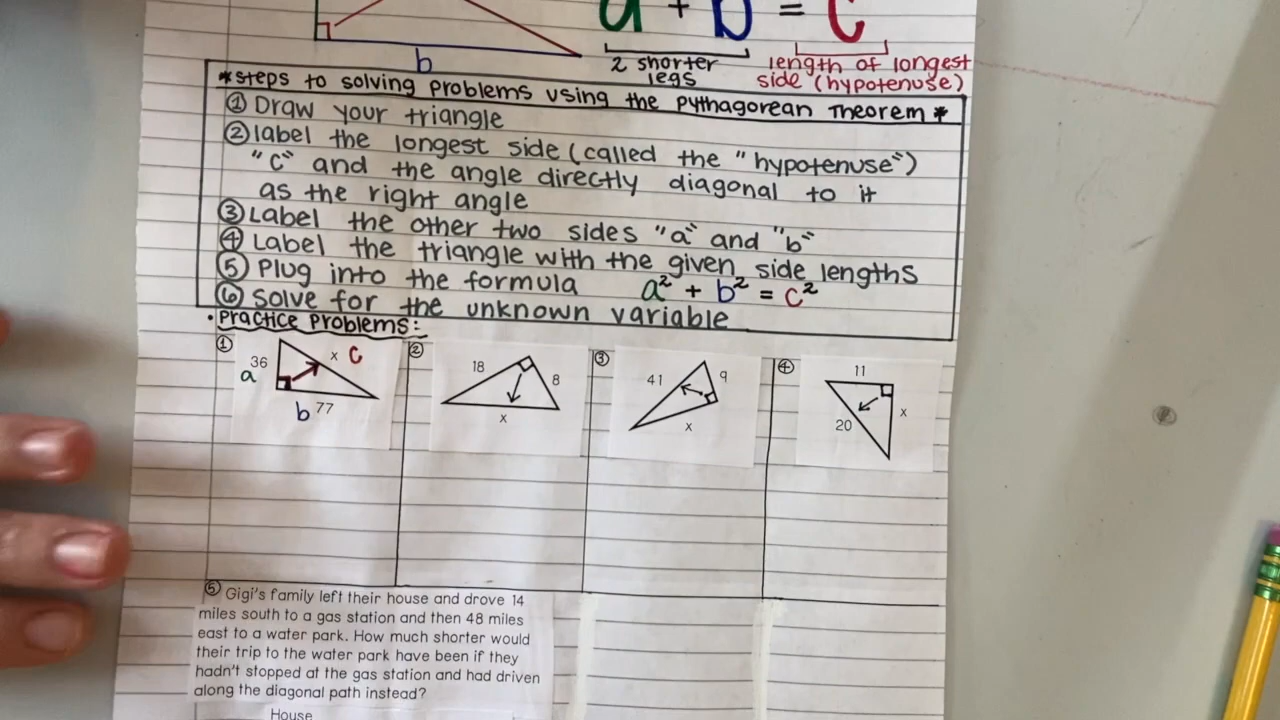 a + b = c
b
2 shorter legs
length of longest side (hypotenuse)
*steps to solving problems using the pythagorean Theorem*
① Draw your triangle
② label the longest side (called the "hypotenuse")
"c" and the angle directly diagonal to it
as the right angle
③ Label the other two sides "a" and "b"
④ Label the triangle with the given side lengths
⑤ Plug into the formula a² + b² = c²
⑥ Solve for the unknown variable
• Practice Problems:
① 36 x c
a
b 77
② 18 8
x
③ 41 9
x
④ 11
x
20
⑤ Gigi's family left their house and drove 14
miles south to a gas station and then 48 miles
east to a water park. How much shorter would
their trip to the water park have been if they
hadn't stopped at the gas station and had driven
along the diagonal path instead?
House